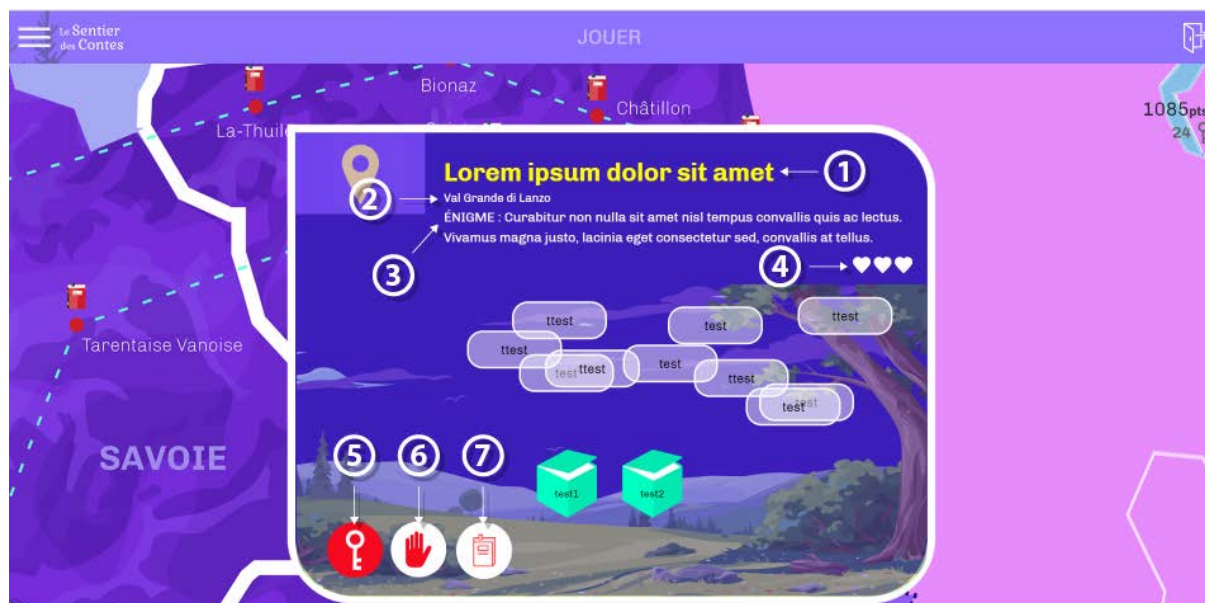 Le Sentier
des Contes
JOUER
Bionaz
Châtillon
La-Thuil
1085pts
24
Lorem ipsum dolor sit amet
1
2
Val Grande di Lanzo
ÉNIGME : Curabitur non nulla sit amet nisl tempus convallis quis ac lectus.
Vivamus magna justo, lacinia eget consectetur sed, convallis at tellus.
3
4
ttest
test
ttest
ttest
test
ttest
test
ttest
test
test
Tarentaise Vanoise
SAVOIE
5
6
7
test1
test2